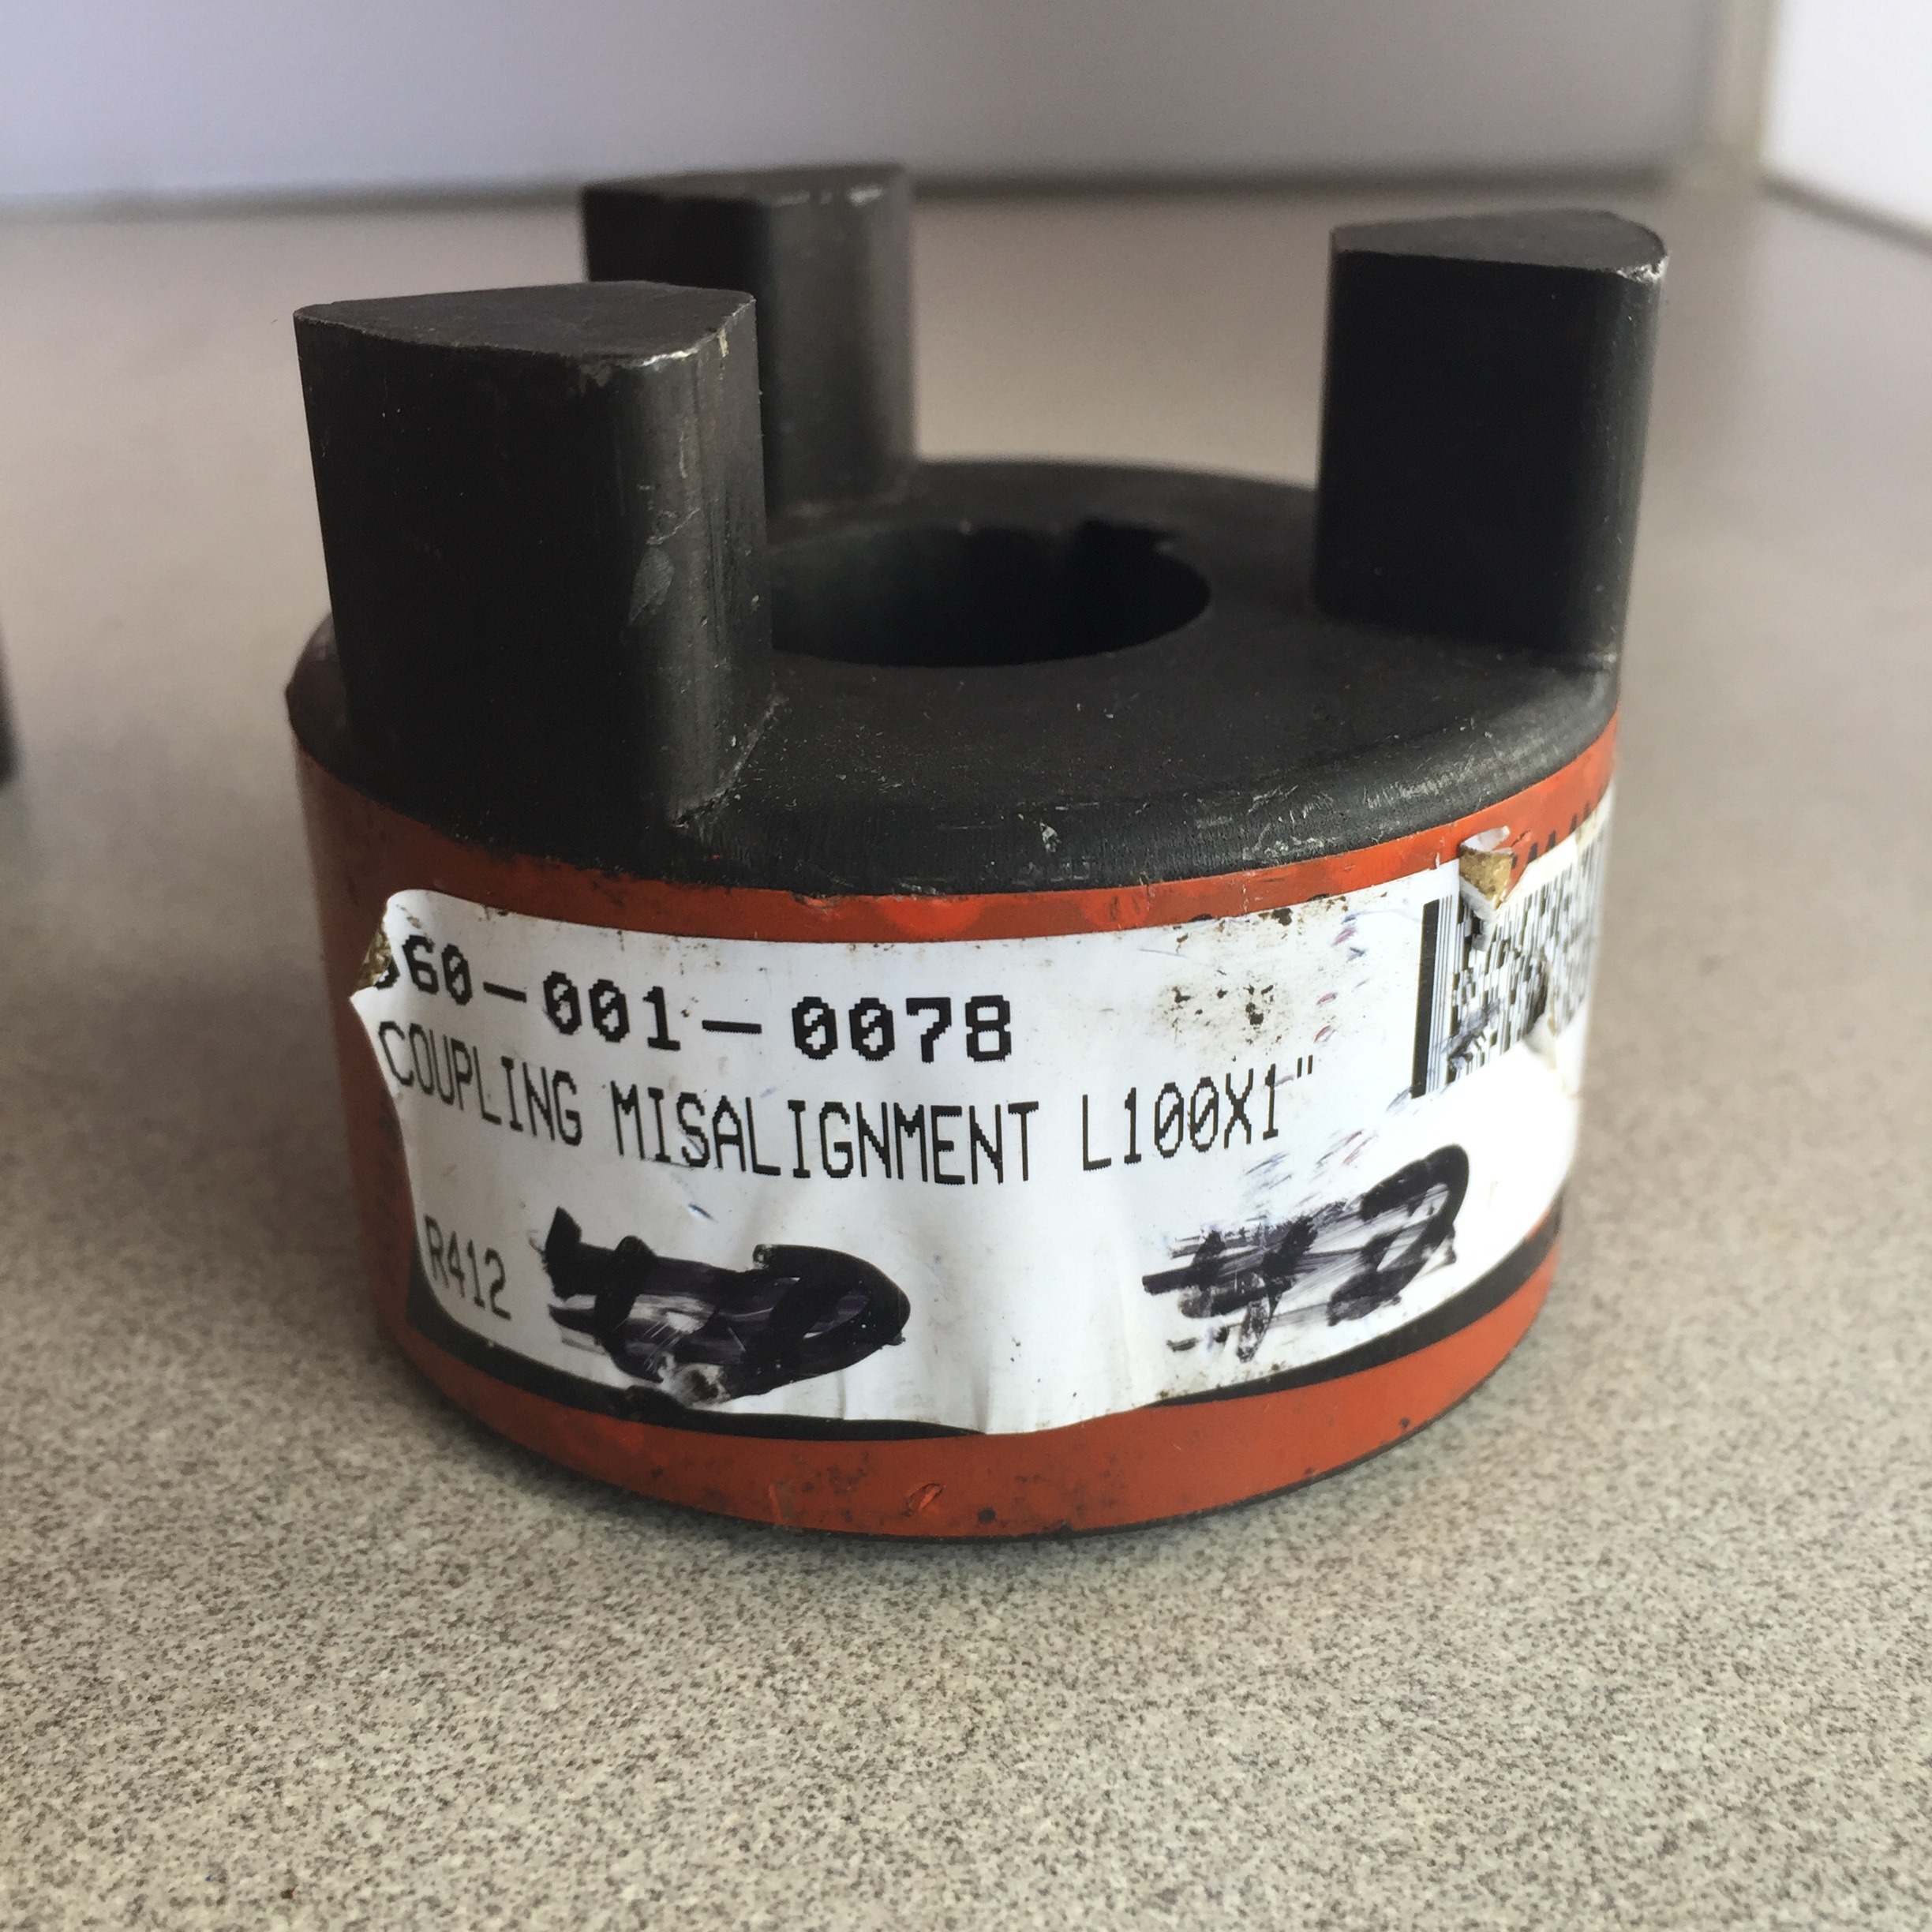 60-001-0078
COUPLING MISALIGNMENT L100X1"
R412